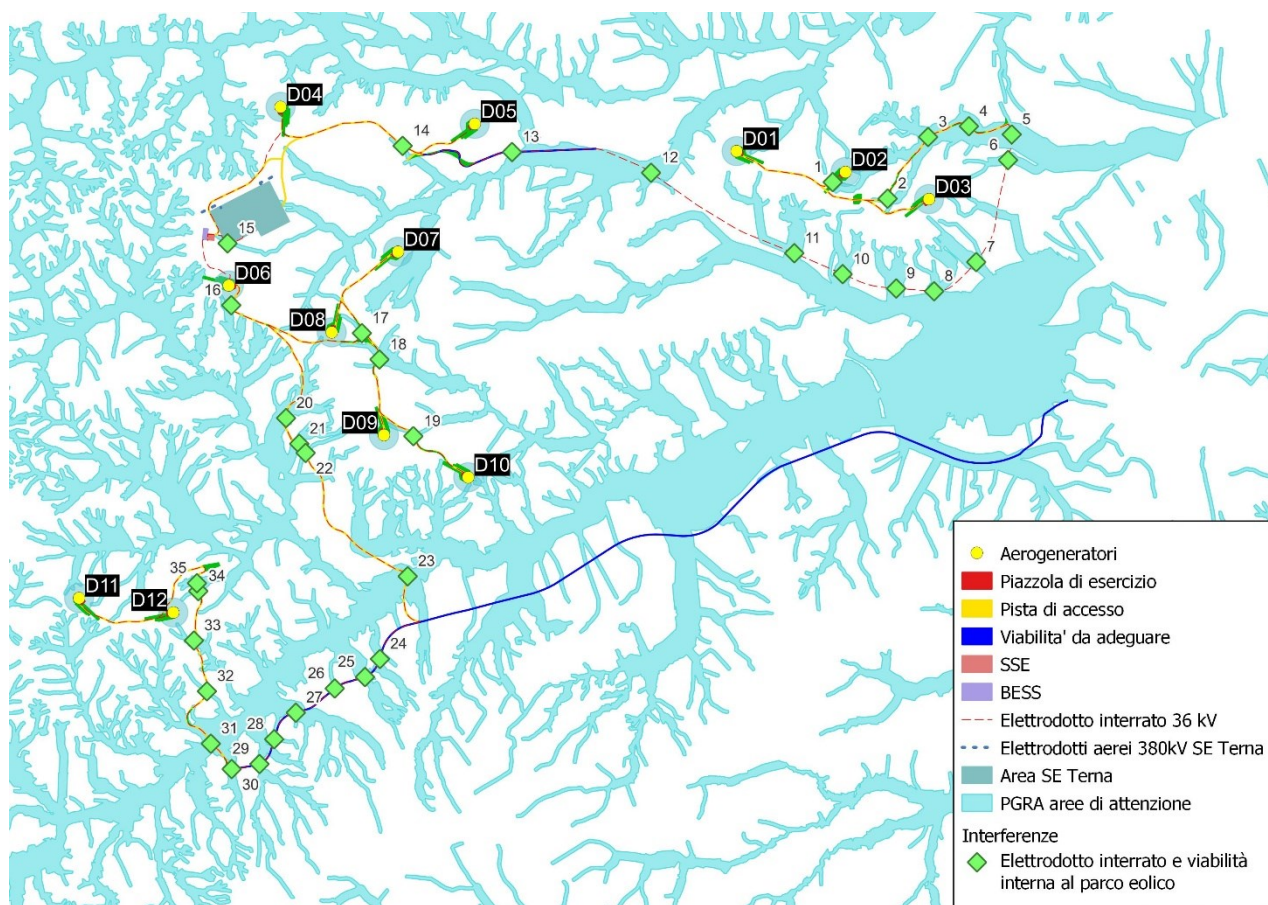 D04
D05
14
13
D01
12
1
D02
2
3
4
5
6
D03
15
D06
16
D07
D08
17
18
11
10
9
8
7
20
21
22
D09
19
D10
23
D11
D12
35
34
33
32
31
29
30
28
27
26
25
24
Aerogeneratori
Piazzola di esercizio
Pista di accesso
Viabilita' da adeguare
SSE
BESS
Elettrodotto interrato 36 kV
Elettrodotti aerei 380kV SE Terna
Area SE Terna
PGRA aree di attenzione
Interferenze
Elettrodotto interrato e viabilità
interna al parco eolico